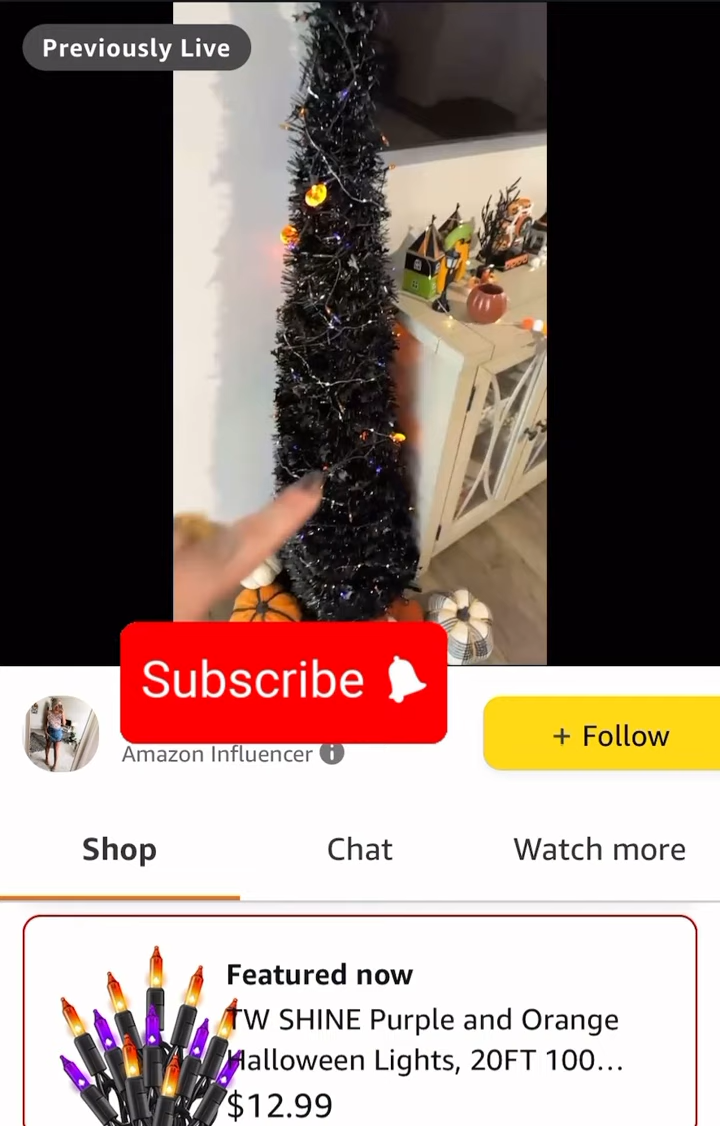 Previously Live
Subscribe
Amazon Influencer
+ Follow
Shop
Chat
Watch more
Featured now
TW SHINE Purple and Orange
Halloween Lights, 20FT 100...
$12.99